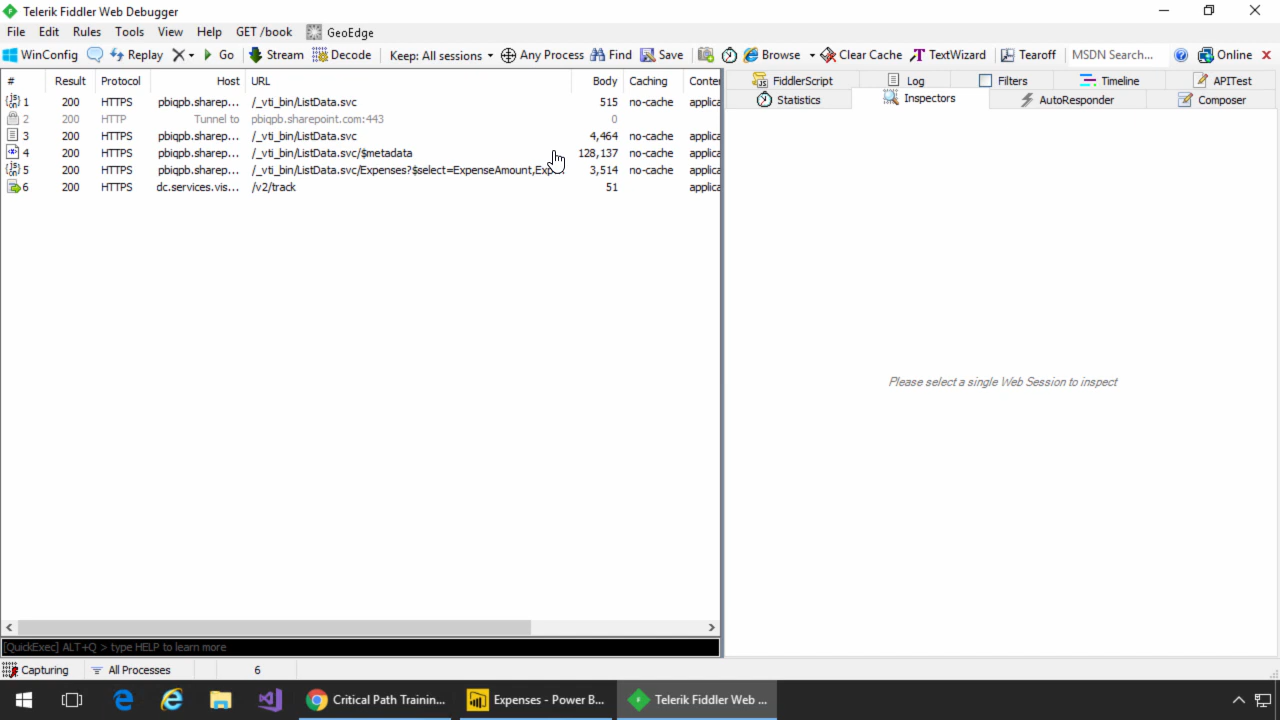 Telerik Fiddler Web Debugger
File Edit Rules Tools View Help GET /book GeoEdge
WinConfig Replay Go Stream Decode Keep: All sessions Any Process Find Save Browse Clear Cache TextWizard Tearoff MSDN Search... Online
# Result Protocol Host URL Body Caching Conter
1 200 HTTPS pbiqpb.sharep... /_vti_bin/ListData.svc 515 no-cache applica
2 200 HTTP Tunnel to pbiqpb.sharepoint.com:443 0
3 200 HTTPS pbiqpb.sharep... /_vti_bin/ListData.svc 4,464 no-cache applica
4 200 HTTPS pbiqpb.sharep... /_vti_bin/ListData.svc/$metadata 128,137 no-cache applica
5 200 HTTPS pbiqpb.sharep... /_vti_bin/ListData.svc/Expenses?$select=ExpenseAmount,Exp 3,514 no-cache applica
6 200 HTTPS dc.services.vis... /v2/track 51 applica
FiddlerScript Log Filters Timeline APITest
Statistics Inspectors AutoResponder Composer
Please select a single Web Session to inspect
[QuickExec] ALT+Q > type HELP to learn more
Capturing All Processes 6
Critical Path Trainin... Expenses - Power B... Telerik Fiddler Web ...